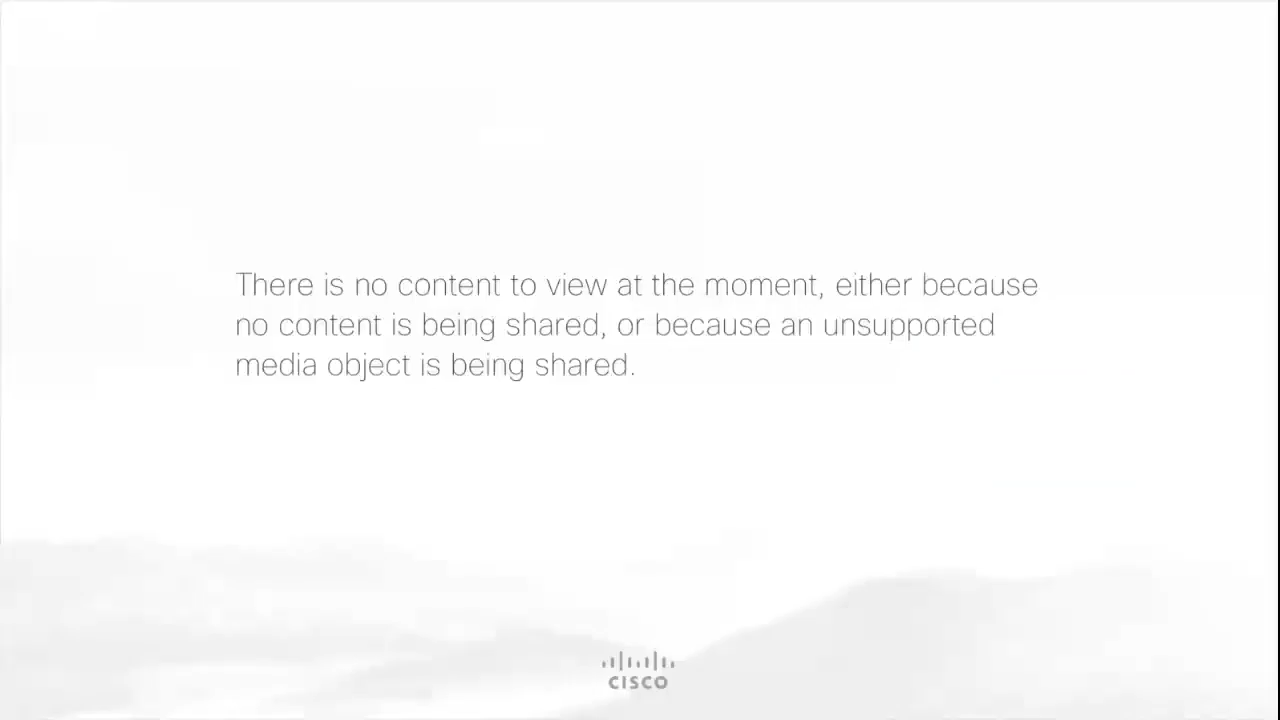 There is no content to view at the moment, either because
no content is being shared, or because an unsupported
media object is being shared.
CISCO